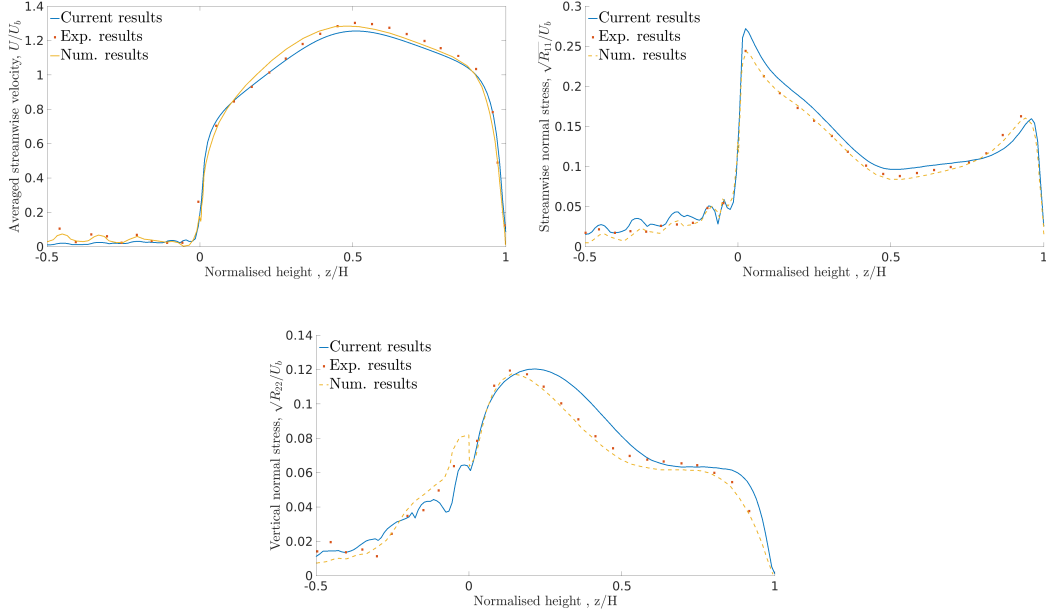 1.4
1.2
1
0.8
0.6
0.4
0.2
0
-0.5
0
0.5
1
Averaged streamwise velocity, U/U_b
Normalised height , z/H
Current results
Exp. results
Num. results
0.3
0.25
0.2
0.15
0.1
0.05
0
-0.5
0
0.5
1
Streamwise normal stress, √R_11/U_b
Normalised height , z/H
Current results
Exp. results
Num. results
0.14
0.12
0.1
0.08
0.06
0.04
0.02
0
-0.5
0
0.5
1
Vertical normal stress, √R_22/U_b
Normalised height , z/H
Current results
Exp. results
Num. results